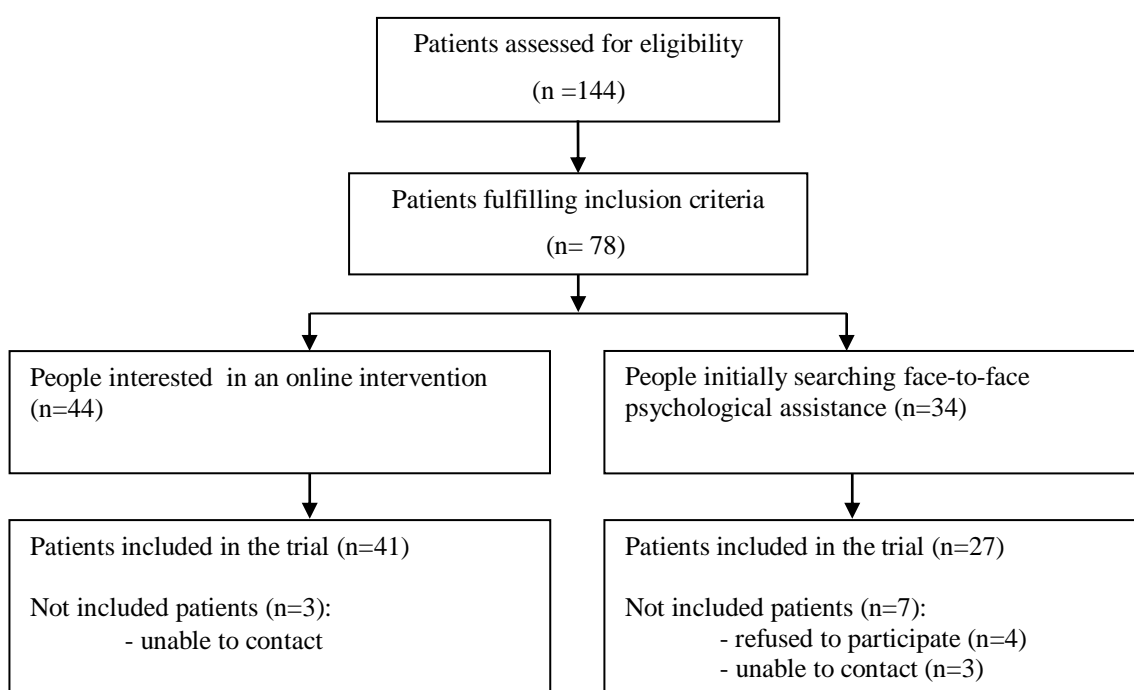 Patients assessed for eligibility
(n =144)
Patients fulfilling inclusion criteria
(n= 78)
People interested  in an online intervention
(n=44)
People initially searching face-to-face
psychological assistance (n=34)
Patients included in the trial (n=41)
Not included patients (n=3):
- unable to contact
Patients included in the trial (n=27)
Not included patients (n=7):
- refused to participate (n=4)
- unable to contact (n=3)